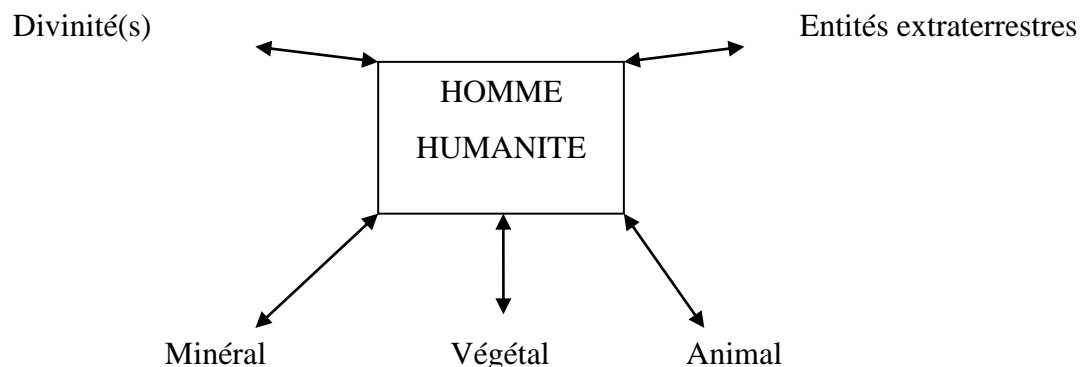 Divinité(s) Entités extraterrestres
HOMME
HUMANITE
Minéral Végétal Animal